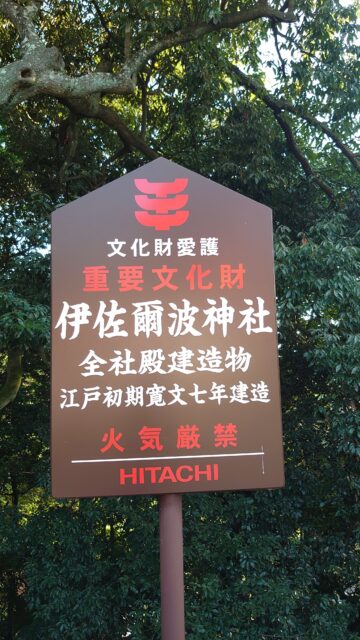 文化財愛護
重要文化財
伊佐爾波神社
全社殿建造物
江戸初期寛文七年建造
火気厳禁
HITACHI